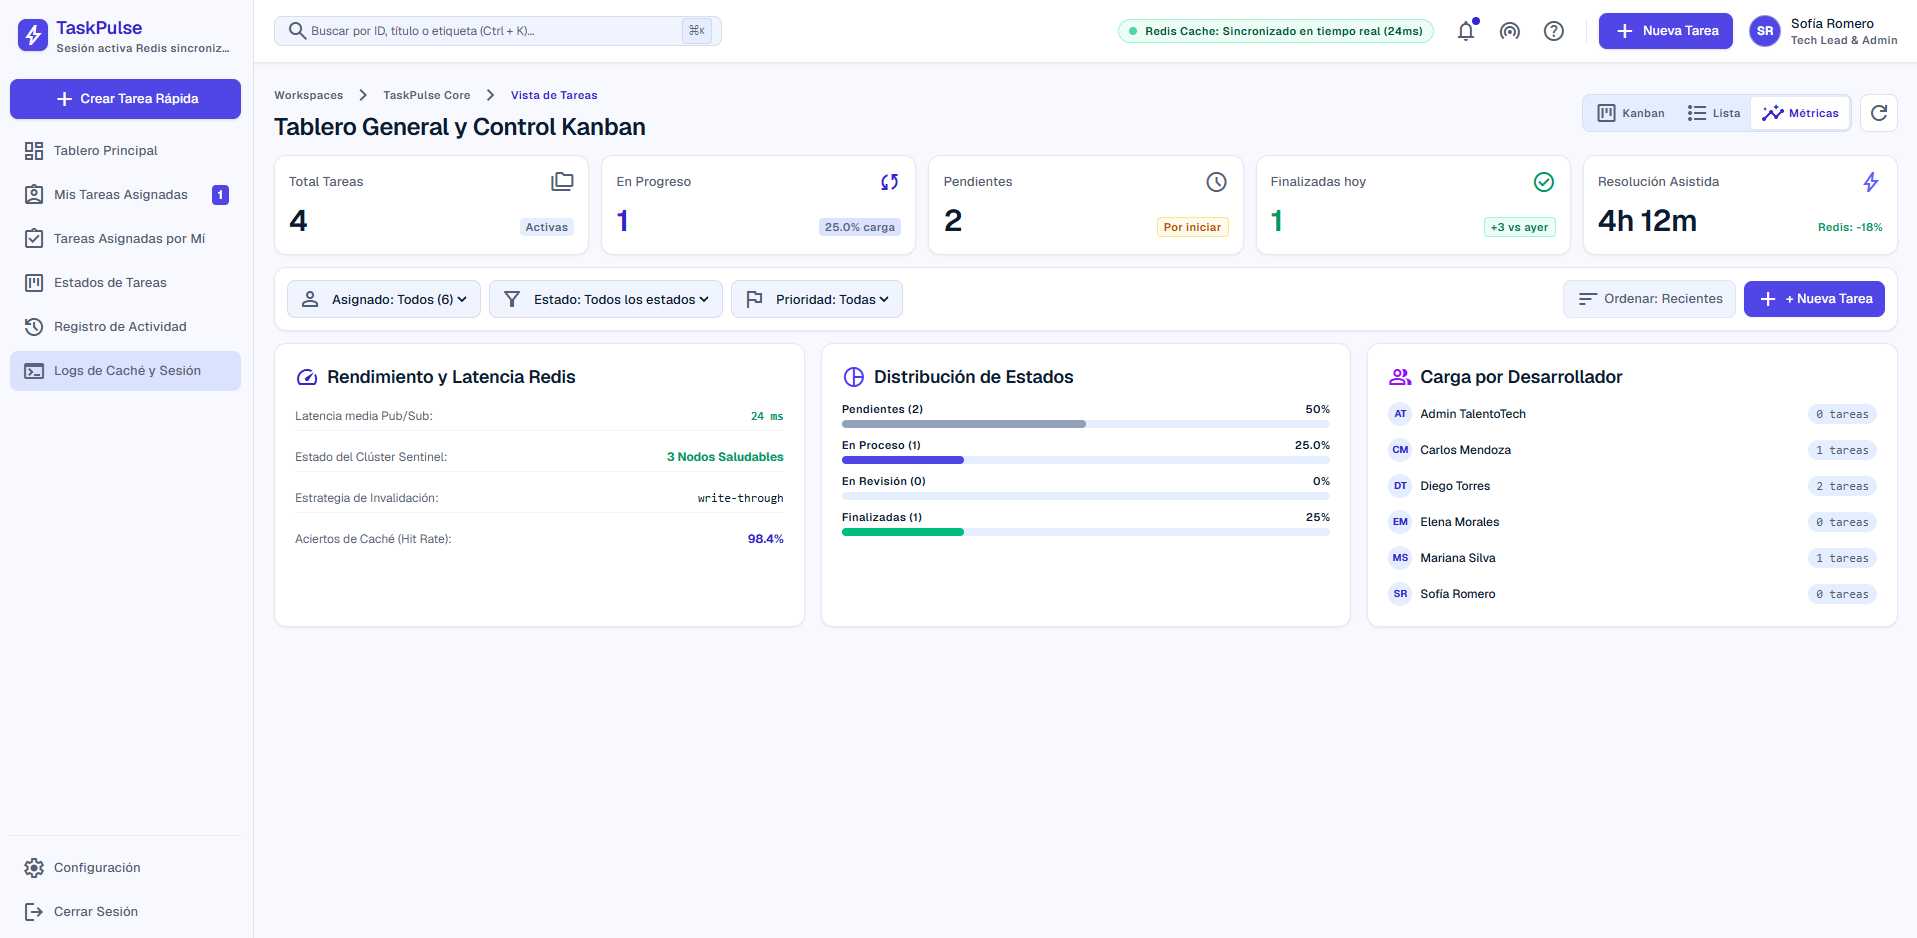 TaskPulse
Sesión activa Redis sincroniz...
Crear Tarea Rápida
Tablero Principal
Mis Tareas Asignadas 1
Tareas Asignadas por Mí
Estados de Tareas
Registro de Actividad
Logs de Caché y Sesión
Configuración
Cerrar Sesión
Buscar por ID, título o etiqueta (Ctrl + K)... ⌘K
Redis Cache: Sincronizado en tiempo real (24ms)
Nueva Tarea
SR
Sofía Romero
Tech Lead & Admin
Workspaces > TaskPulse Core > Vista de Tareas
Tablero General y Control Kanban
Kanban Lista Métricas
Total Tareas
4 Activas
En Progreso
1 25.0% carga
Pendientes
2 Por iniciar
Finalizadas hoy
1 +3 vs ayer
Resolución Asistida
4h 12m Redis: -18%
Asignado: Todos (6) Estado: Todos los estados Prioridad: Todas Ordenar: Recientes + Nueva Tarea
Rendimiento y Latencia Redis
Latencia media Pub/Sub: 24 ms
Estado del Clúster Sentinel: 3 Nodos Saludables
Estrategia de Invalidación: write-through
Aciertos de Caché (Hit Rate): 98.4%
Distribución de Estados
Pendientes (2) 50%
En Proceso (1) 25.0%
En Revisión (0) 0%
Finalizadas (1) 25%
Carga por Desarrollador
AT Admin TalentoTech 0 tareas
CM Carlos Mendoza 1 tareas
DT Diego Torres 2 tareas
EM Elena Morales 0 tareas
MS Mariana Silva 1 tareas
SR Sofía Romero 0 tareas